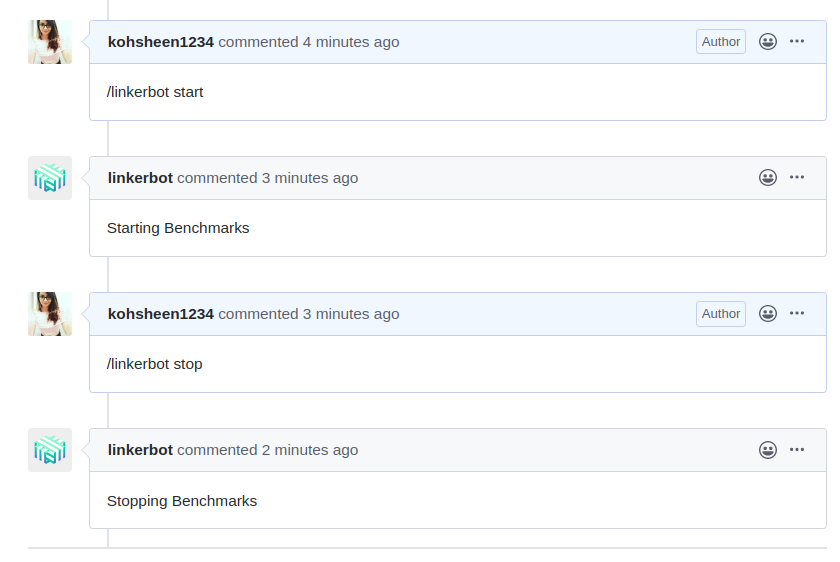 kohsheen1234 commented 4 minutes ago Author
/linkerbot start
linkerbot commented 3 minutes ago
Starting Benchmarks
kohsheen1234 commented 3 minutes ago Author
/linkerbot stop
linkerbot commented 2 minutes ago
Stopping Benchmarks